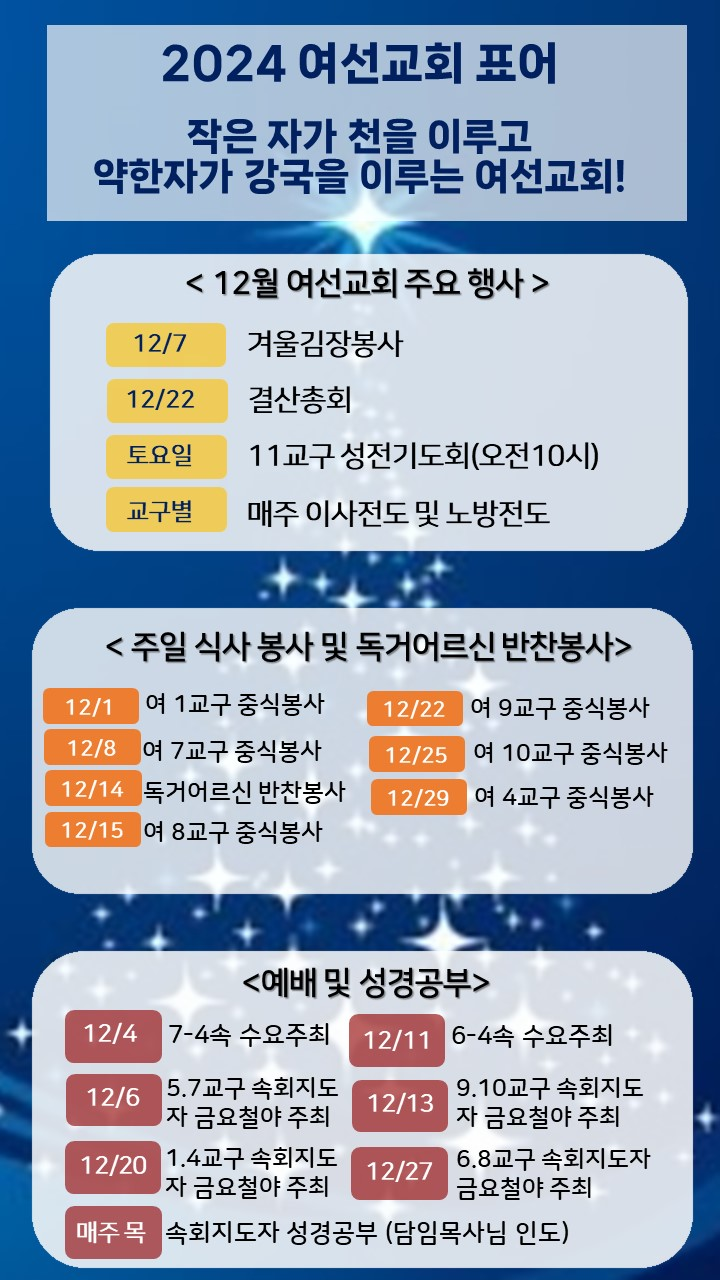 2024 여선교회 표어
작은 자가 천을 이루고
약한자가 강국을 이루는 여선교회!
< 12월 여선교회 주요 행사 >
12/7 겨울김장봉사
12/22 결산총회
토요일 11교구 성전기도회(오전10시)
교구별 매주 이사전도 및 노방전도
< 주일 식사 봉사 및 독거어르신 반찬봉사>
12/1 여 1교구 중식봉사
12/8 여 7교구 중식봉사
12/14 독거어르신 반찬봉사
12/15 여 8교구 중식봉사
12/22 여 9교구 중식봉사
12/25 여 10교구 중식봉사
12/29 여 4교구 중식봉사
<예배 및 성경공부>
12/4 7-4속 수요주최
12/11 6-4속 수요주최
12/6 5.7교구 속회지도
자 금요철야 주최
12/13 9.10교구 속회지도
자 금요철야 주최
12/20 1.4교구 속회지도
자 금요철야 주최
12/27 6.8교구 속회지도자
금요철야 주최
매주 목 속회지도자 성경공부 (담임목사님 인도)